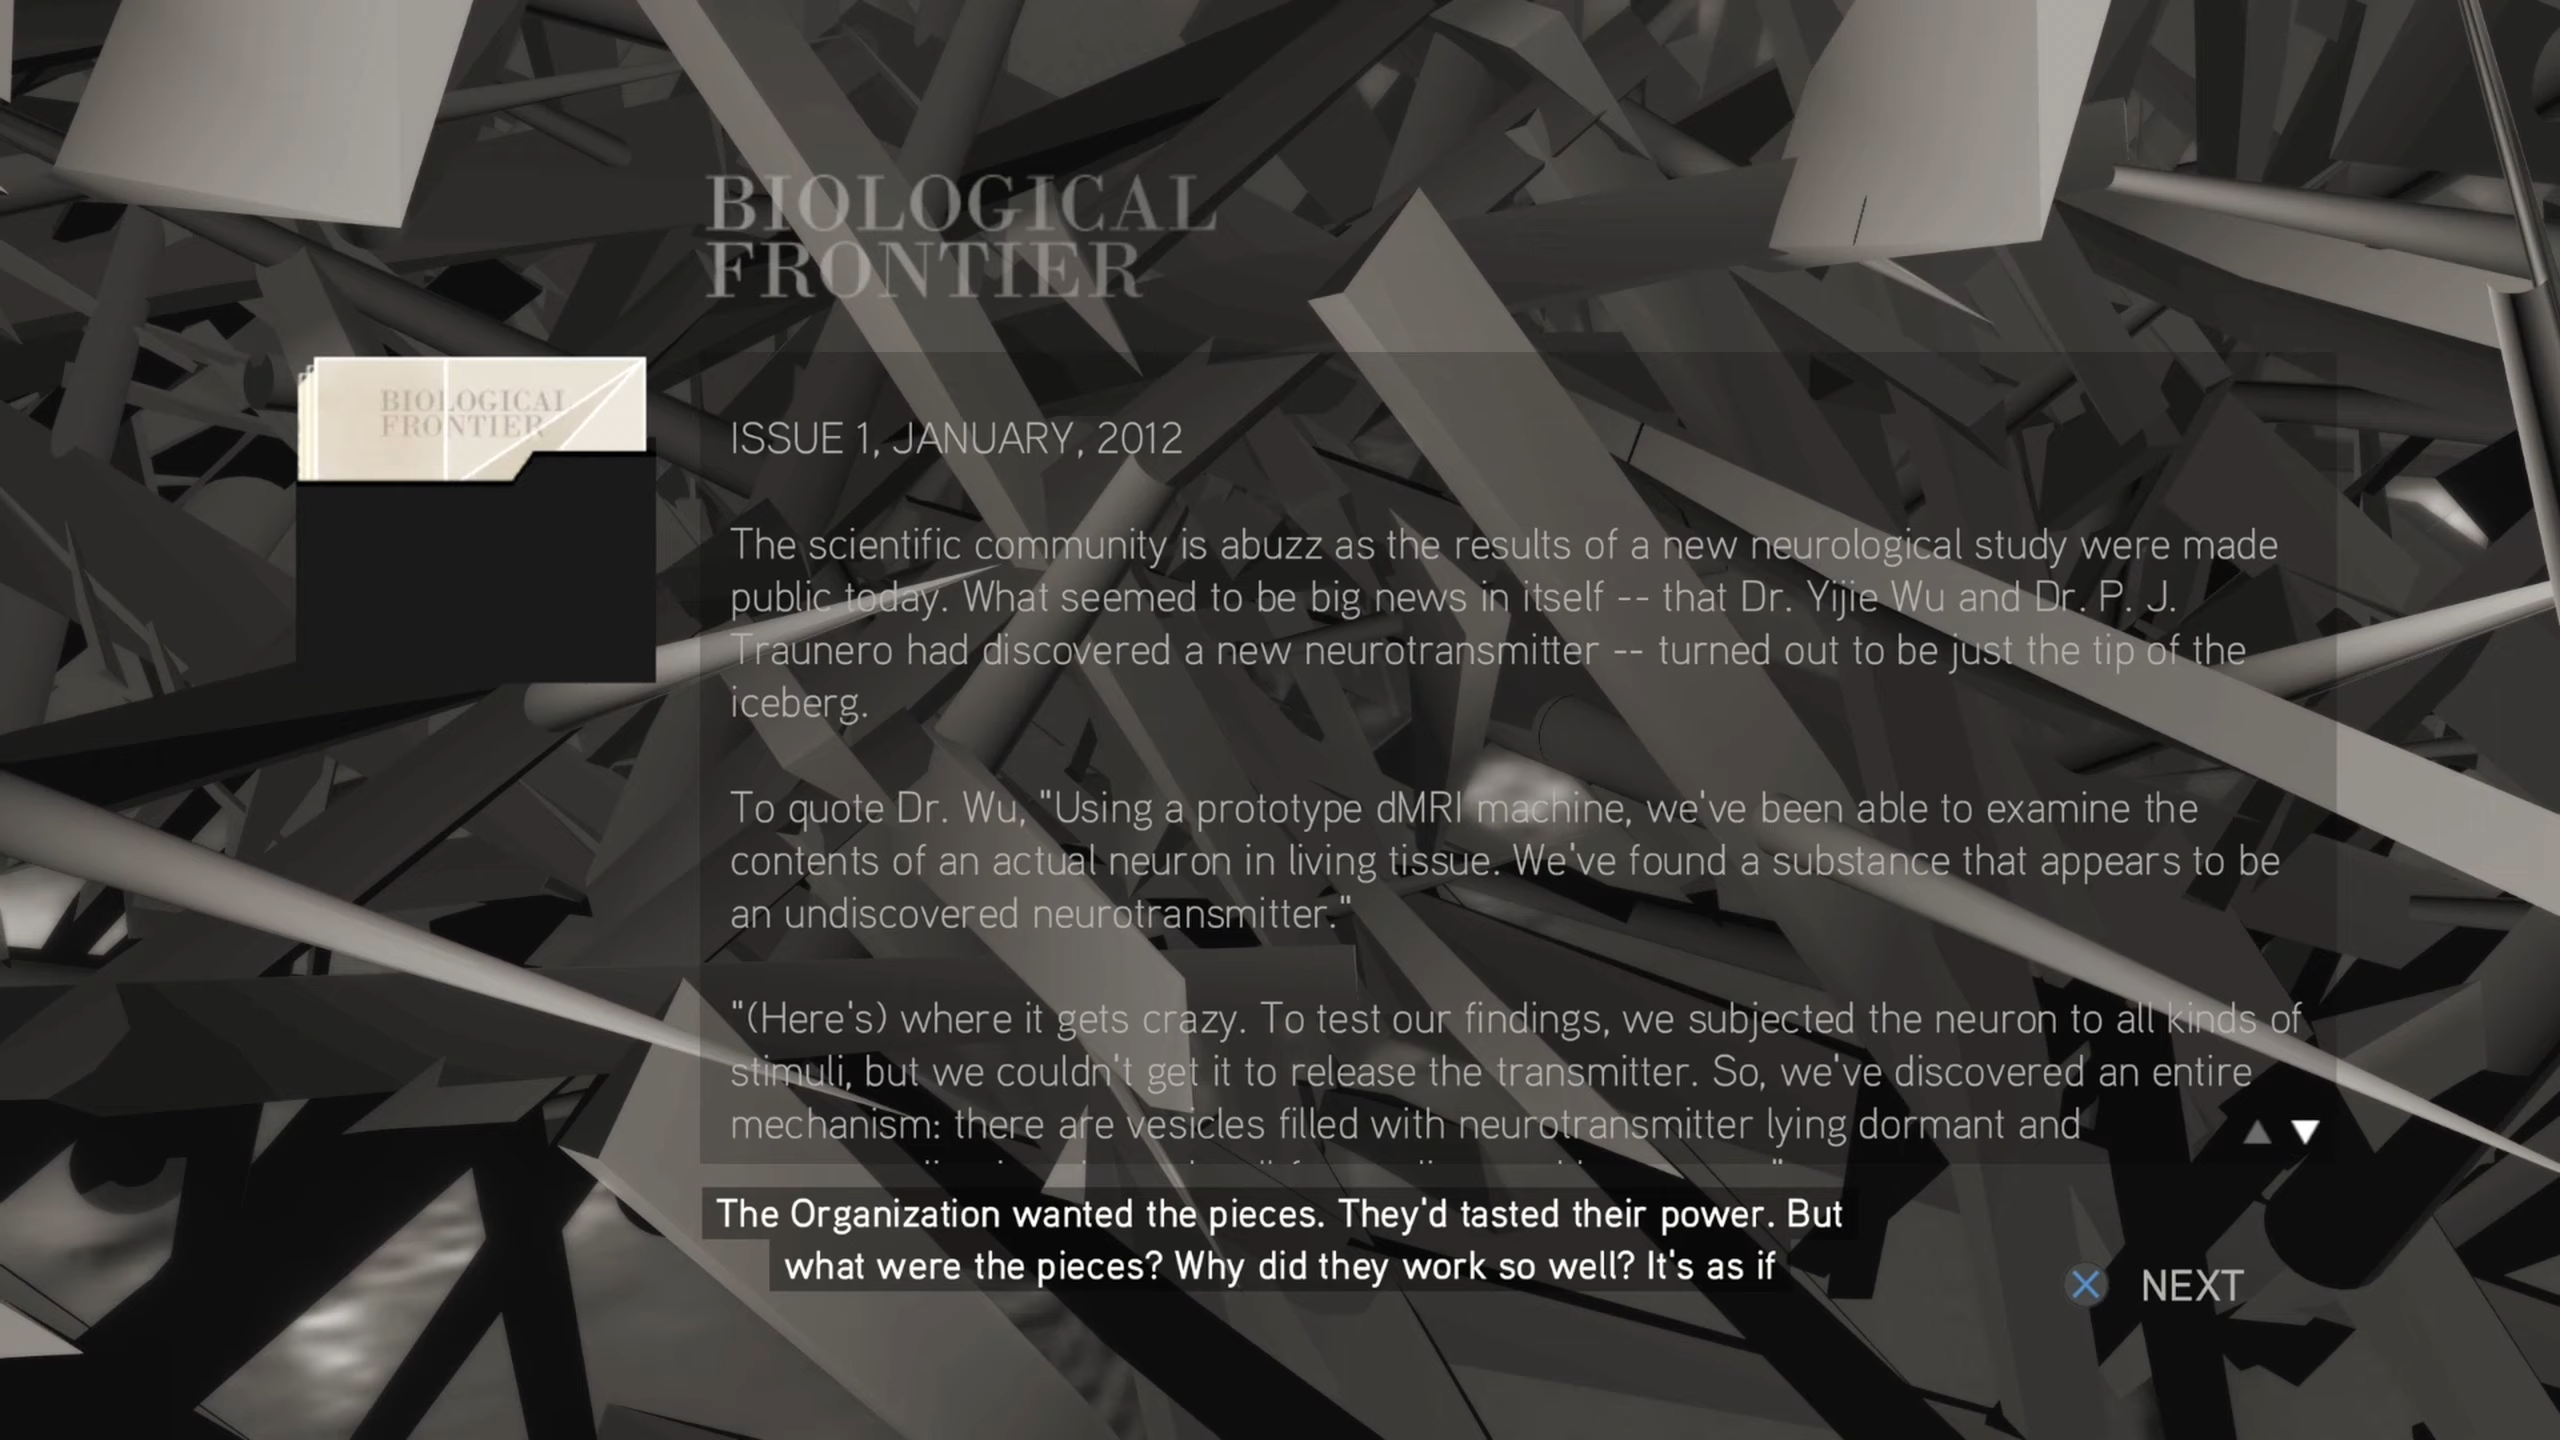 BIOLOGICAL
FRONTIER
BIOLOGICAL
FRONTIER
ISSUE 1, JANUARY, 2012
The scientific community is abuzz as the results of a new neurological study were made
public today. What seemed to be big news in itself -- that Dr. Yijie Wu and Dr. P. J.
Traunero had discovered a new neurotransmitter -- turned out to be just the tip of the
iceberg.
To quote Dr. Wu, "Using a prototype dMRI machine, we've been able to examine the
contents of an actual neuron in living tissue. We've found a substance that appears to be
an undiscovered neurotransmitter."
"(Here's) where it gets crazy. To test our findings, we subjected the neuron to all kinds of
stimuli, but we couldn't get it to release the transmitter. So, we've discovered an entire
mechanism: there are vesicles filled with neurotransmitter lying dormant and
The Organization wanted the pieces. They'd tasted their power. But
what were the pieces? Why did they work so well? It's as if
NEXT